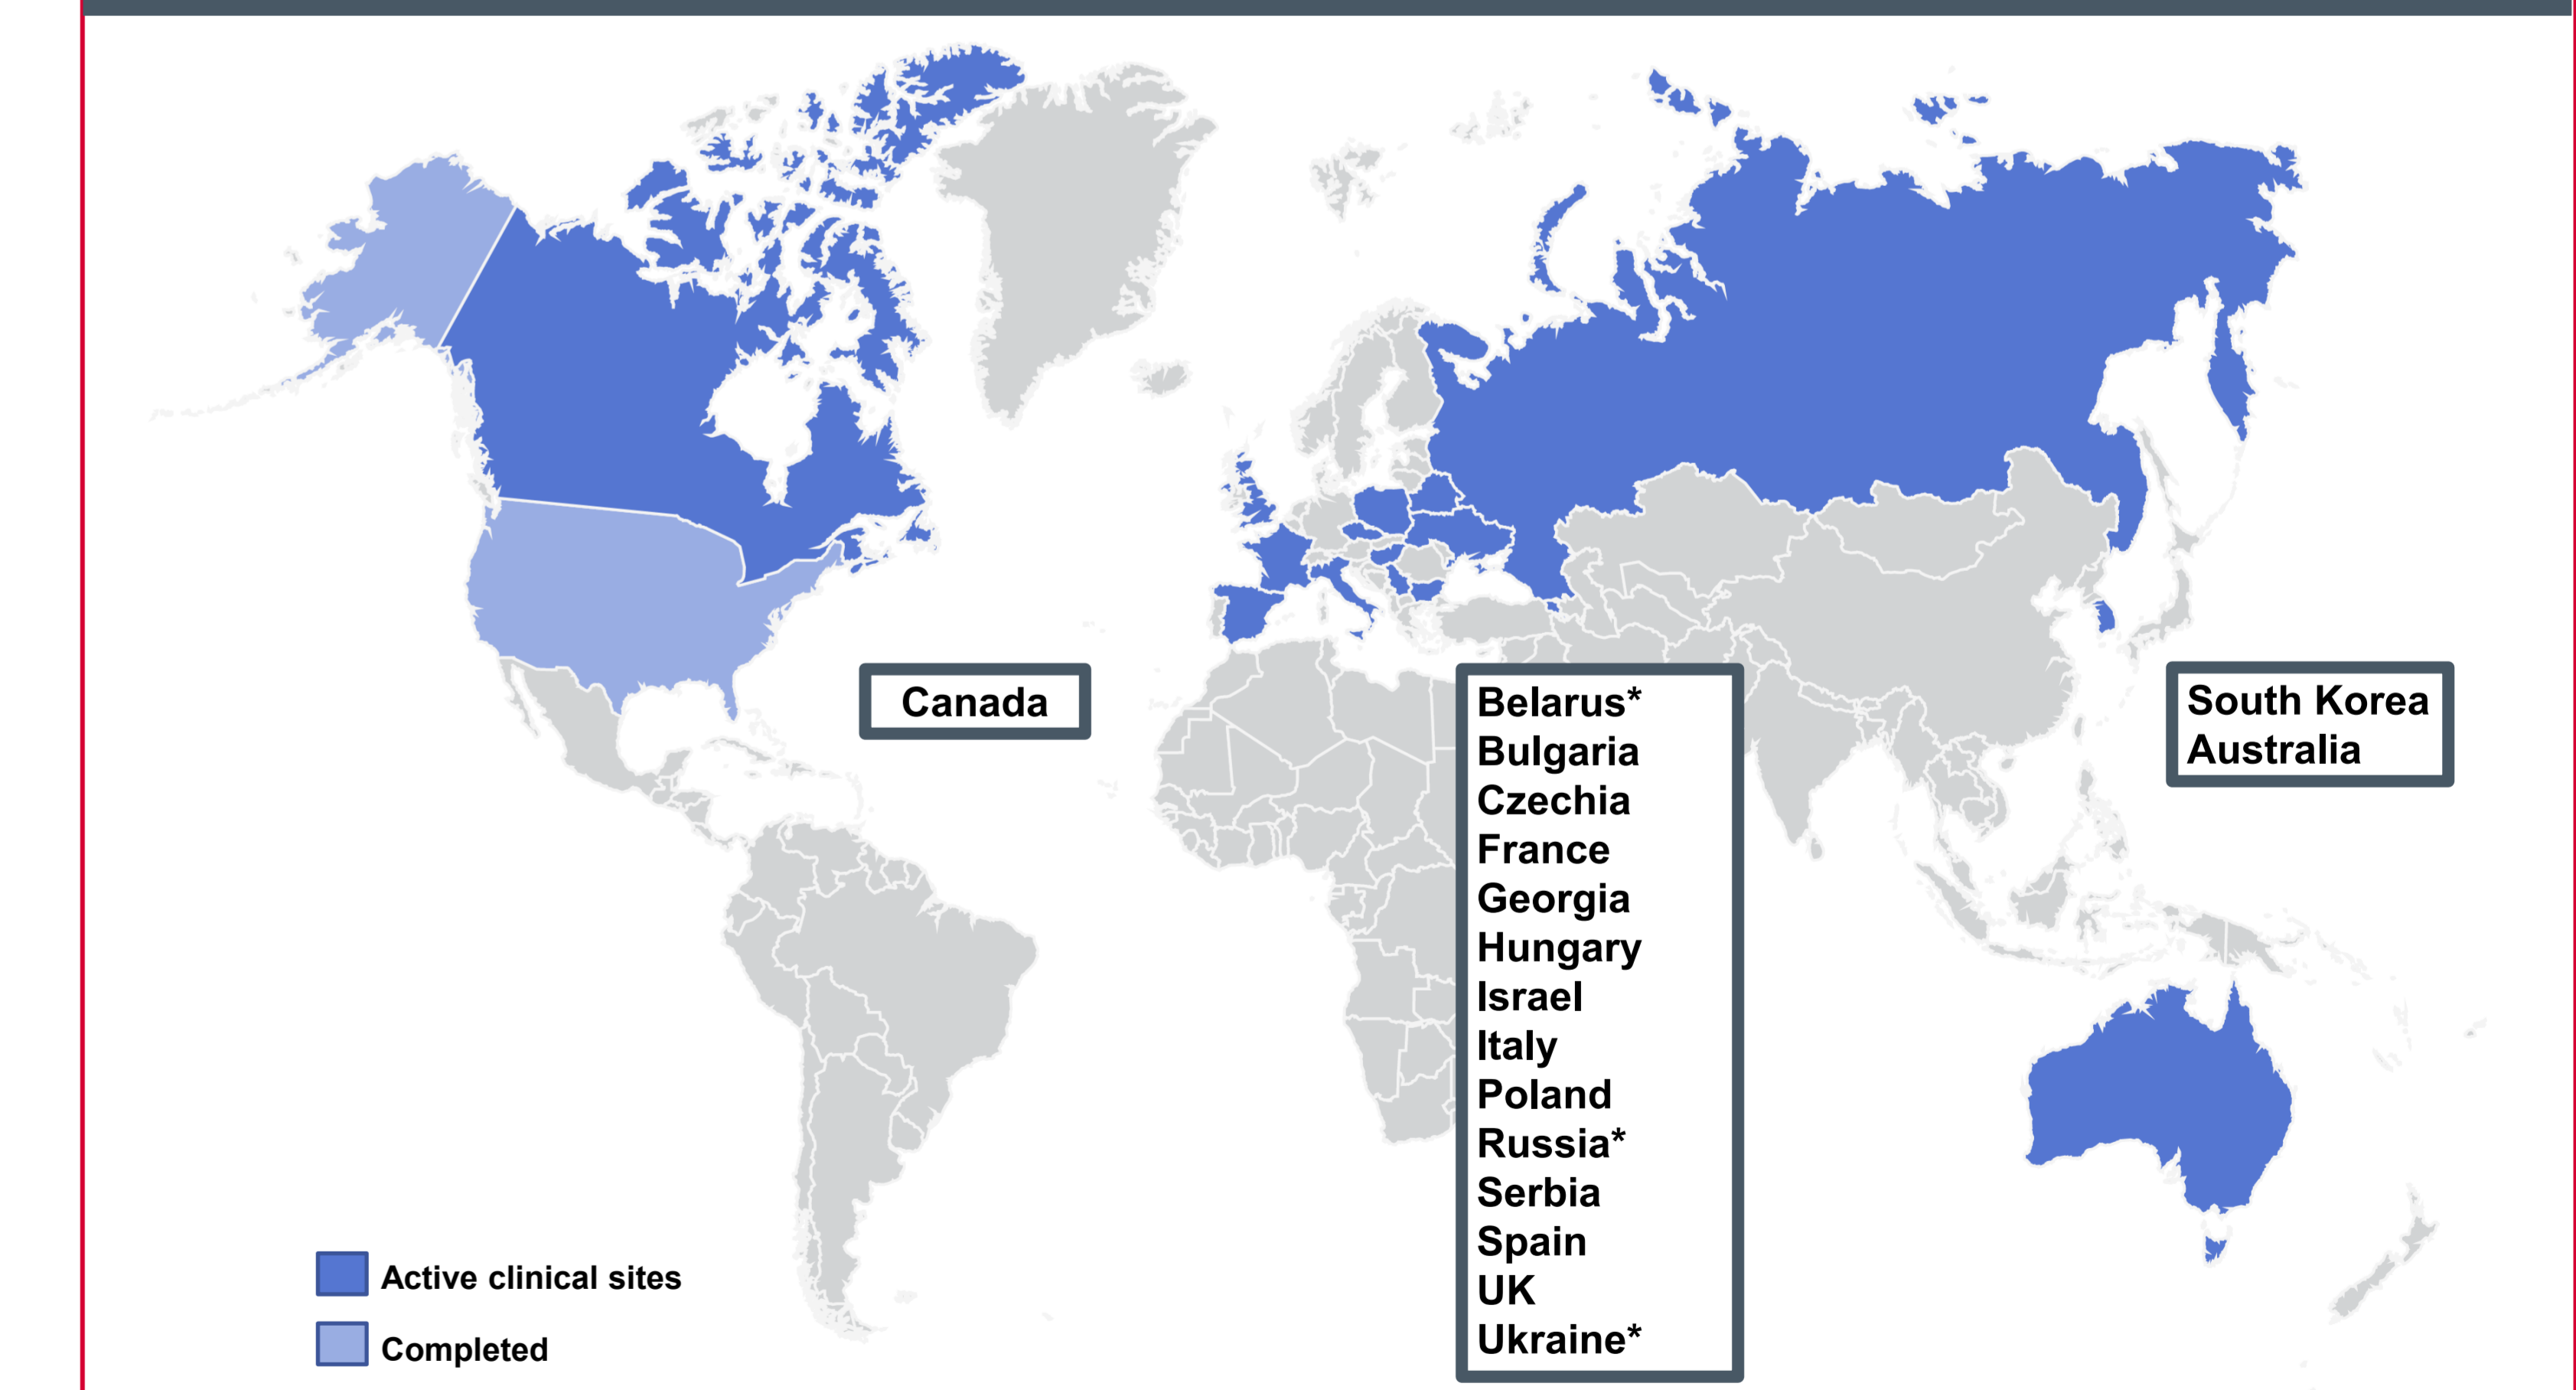 Canada
Belarus*
Bulgaria
Czechia
France
Georgia
Hungary
Israel
Italy
Poland
Russia*
Serbia
Spain
UK
Ukraine*
South Korea
Australia
Active clinical sites
Completed